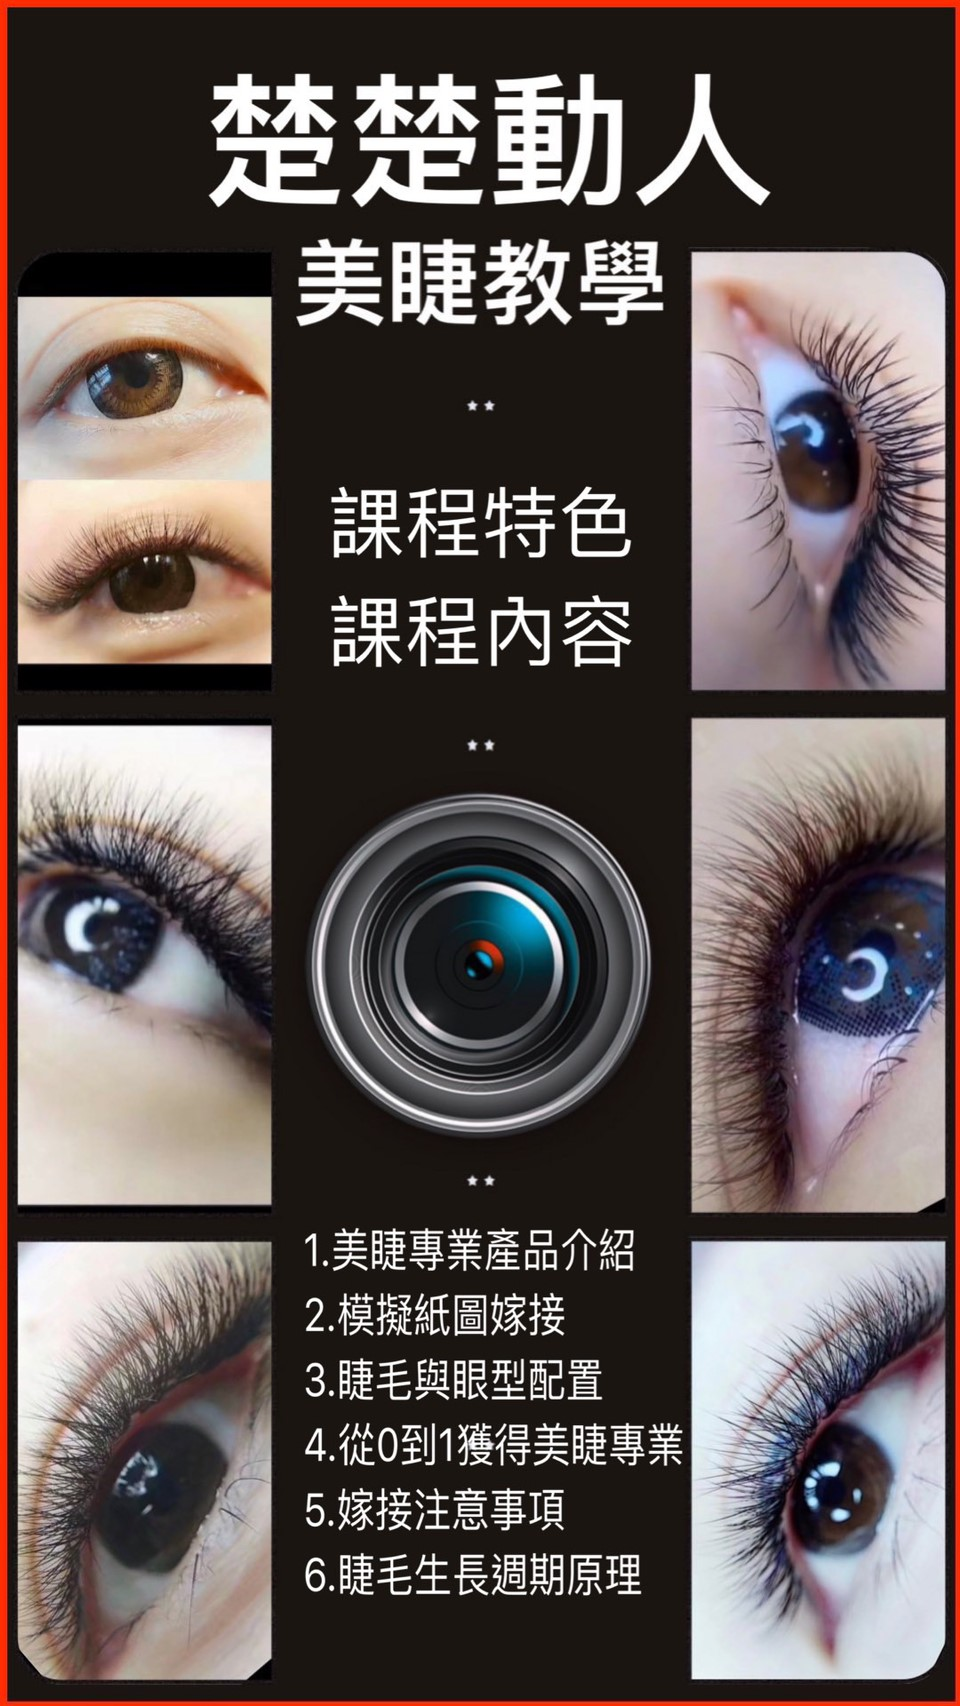 楚楚動人
美睫教學
課程特色
課程內容
1.美睫專業產品介紹
2.模擬紙圖嫁接
3.睫毛與眼型配置
4.從0到1獲得美睫專業
5.嫁接注意事項
6.睫毛生長週期原理